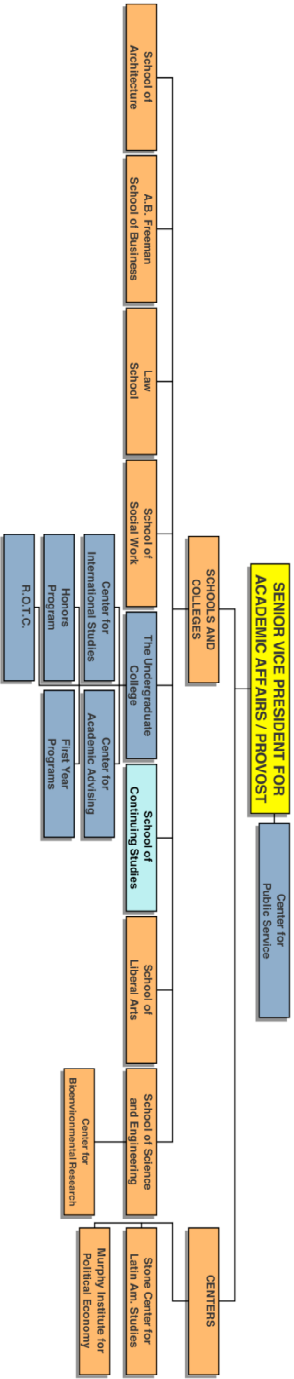 SENIOR VICE PRESIDENT FOR
ACADEMIC AFFAIRS / PROVOST
Center for
Public Service
SCHOOLS AND
COLLEGES
CENTERS
School of
Architecture
A.B. Freeman
School of Business
Law
School
School of
Social Work
The Undergraduate
College
School of
Continuing Studies
School of
Liberal Arts
School of Science
and Engineering
Stone Center for
Latin Am. Studies
Murphy Institute for
Political Economy
Center for
International Studies
Center for
Academic Advising
Honors
Program
First Year
Programs
R.O.T.C.
Center for
Bioenvironmental Research